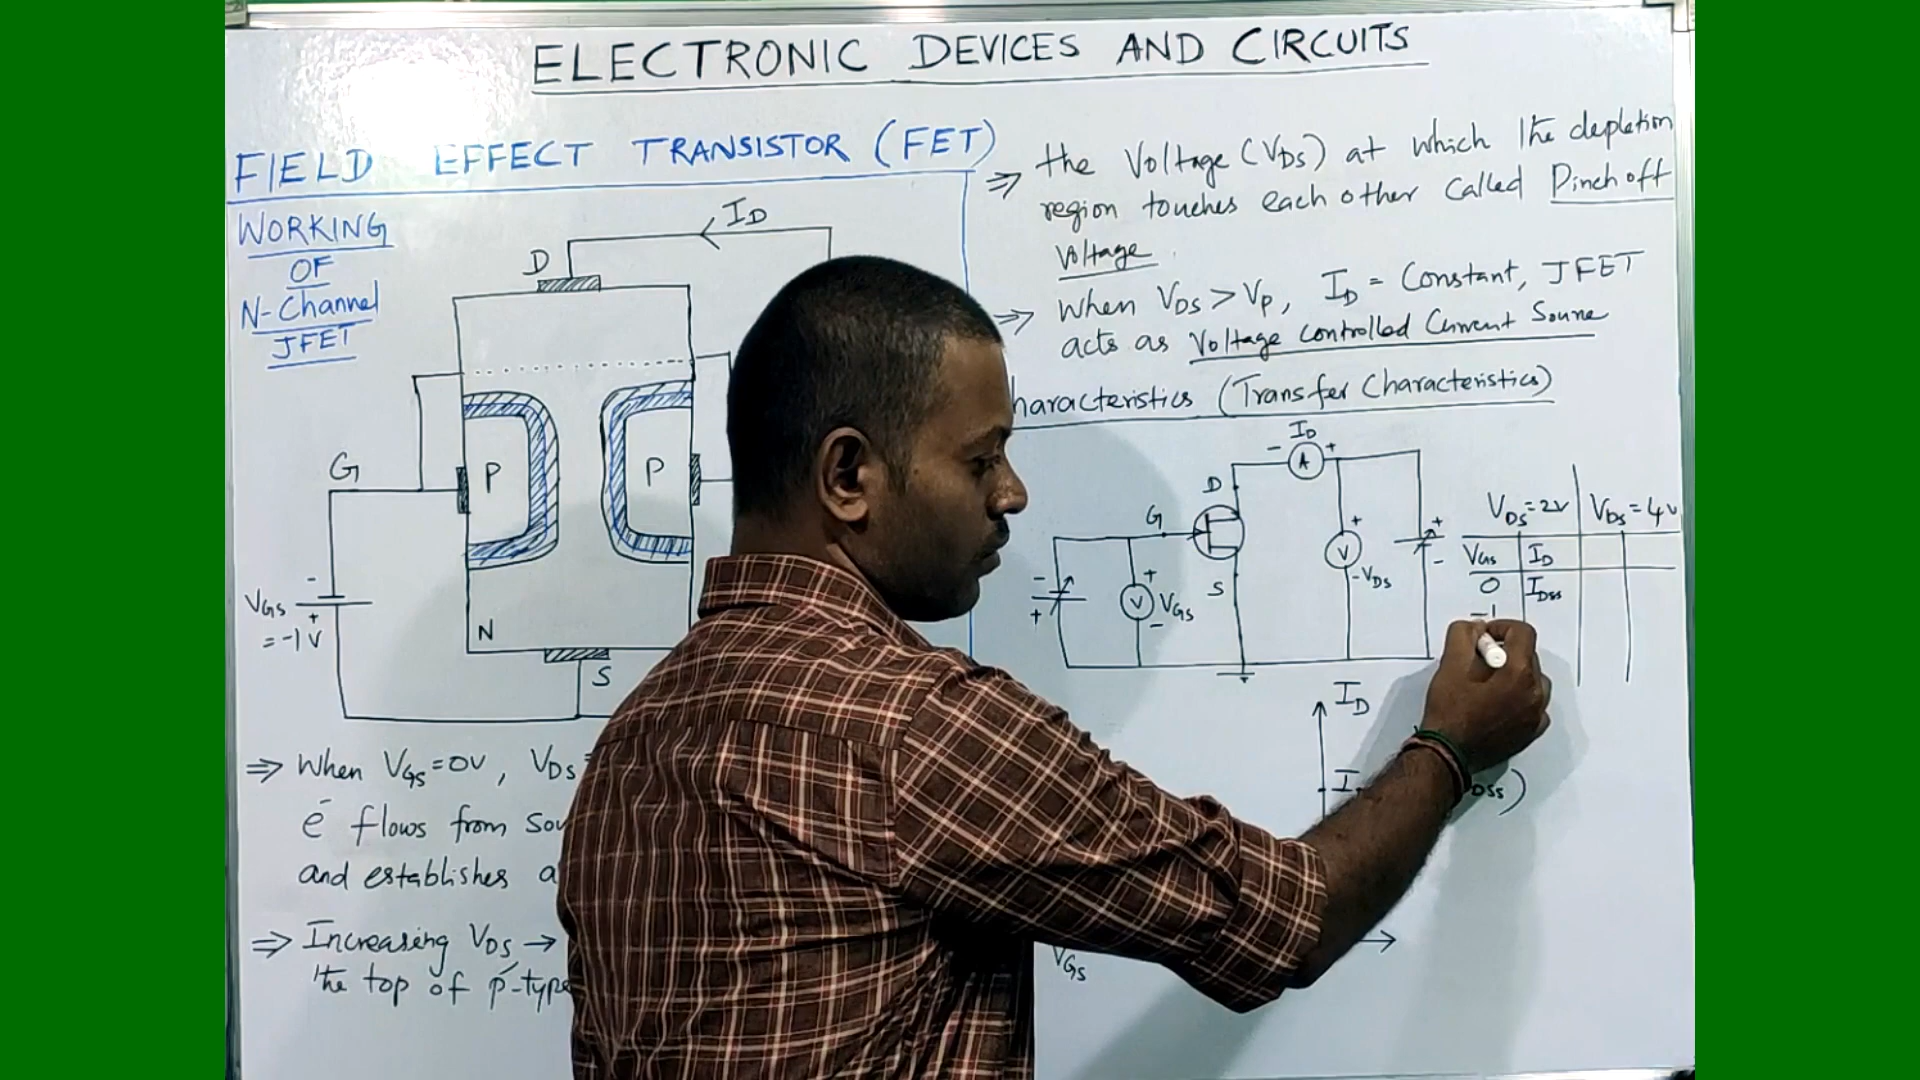 ELECTRONIC DEVICES AND CIRCUITS
FIELD EFFECT TRANSISTOR (FET)
WORKING
OF
N-Channel
JFET
ID
D
G
P
P
VGS
= -1V
-
+
N
S
⇒ When VGS = 0V, VDS
e⁻ flows from
and establishes
⇒ Increasing VDS →
the top of p-type
⇒ the Voltage (VDS) at which the depletion
region touches each other called Pinch off
Voltage.
⇒ When VDS > VP, ID = Constant, JFET
acts as Voltage controlled Current Source
haracteristics (Transfer Characteristics)
ID
- A +
D
G
S
- +
+ V - VGS
+ V - VDS
+ -
VDS = 2V VDS = 4V
VGS ID
0 IDSS
-1
ID
DSS)
VGS